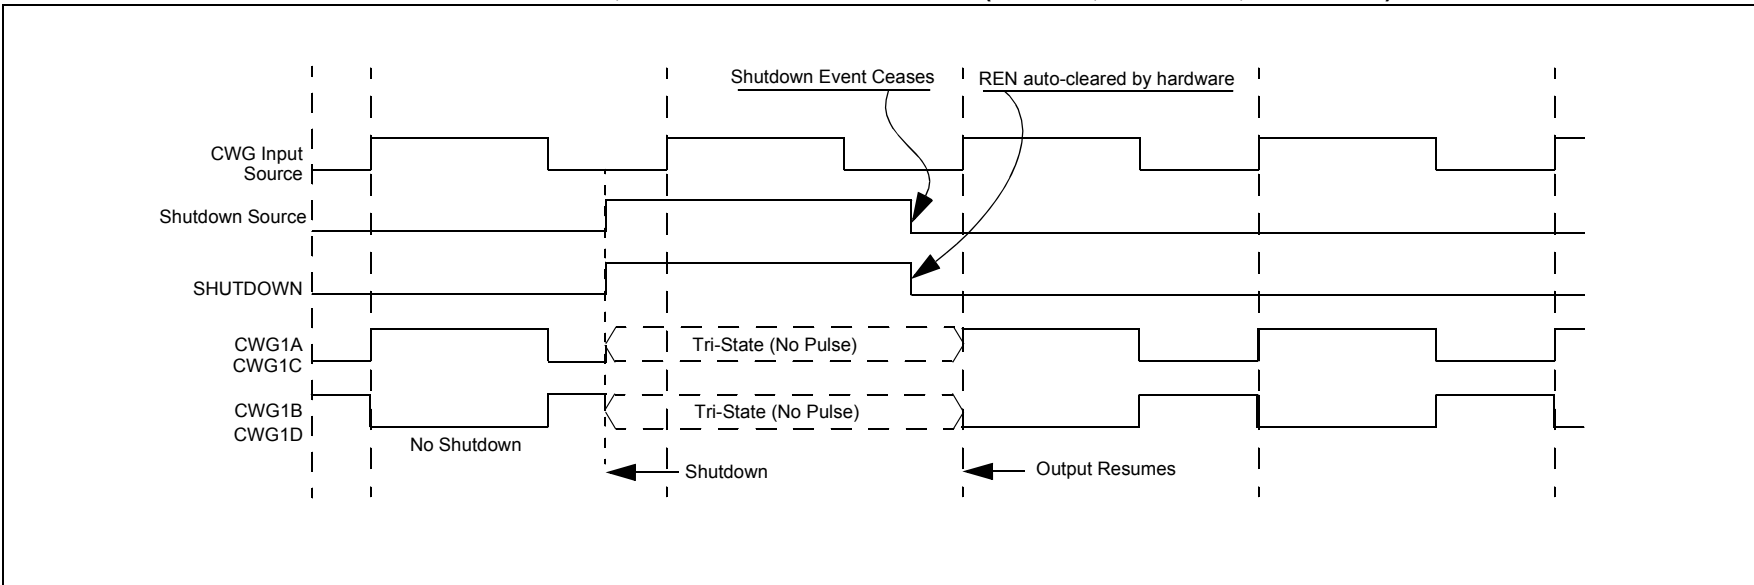 Shutdown Event Ceases
REN auto-cleared by hardware
CWG Input
Source
Shutdown Source
SHUTDOWN
CWG1A
CWG1C
Tri-State (No Pulse)
CWG1B
CWG1D
Tri-State (No Pulse)
No Shutdown
Shutdown
Output Resumes